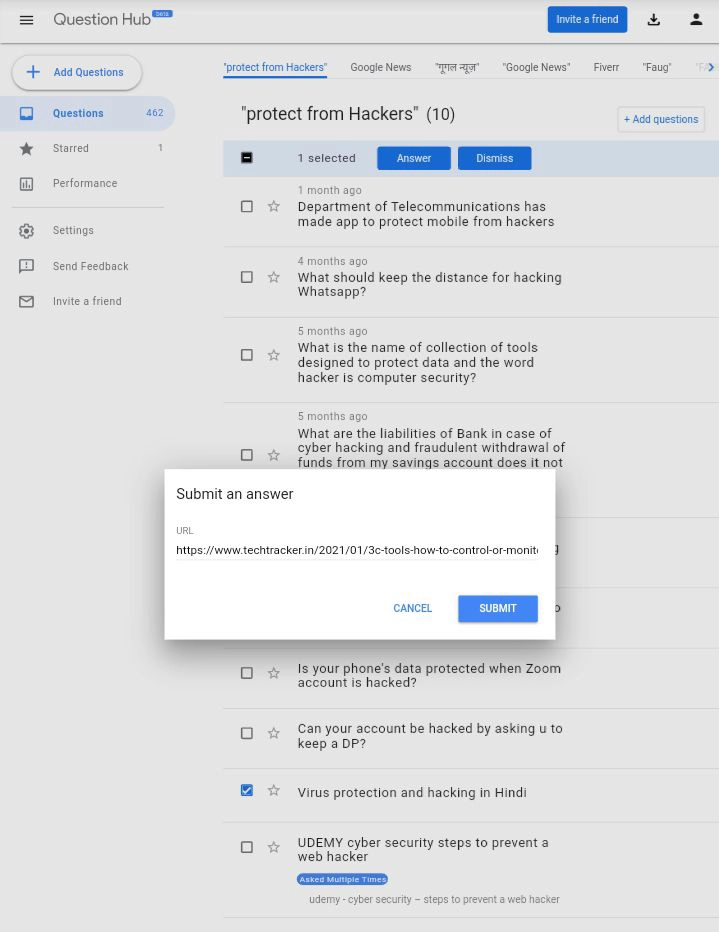 Question Hub beta
Invite a friend
Add Questions
Questions 462
Starred 1
Performance
Settings
Send Feedback
Invite a friend
"protect from Hackers" Google News "गूगल न्यूज़" "Google News" Fiverr "Faug"
"protect from Hackers" (10)
+ Add questions
1 selected Answer Dismiss
1 month ago
Department of Telecommunications has
made app to protect mobile from hackers
4 months ago
What should keep the distance for hacking
Whatsapp?
5 months ago
What is the name of collection of tools
designed to protect data and the word
hacker is computer security?
5 months ago
What are the liabilities of Bank in case of
cyber hacking and fraudulent withdrawal of
funds from my savings account does it not
Submit an answer
URL
https://www.techtracker.in/2021/01/3c-tools-how-to-control-or-monit
CANCEL SUBMIT
Is your phone's data protected when Zoom
account is hacked?
Can your account be hacked by asking u to
keep a DP?
Virus protection and hacking in Hindi
UDEMY cyber security steps to prevent a
web hacker
Asked Multiple Times
udemy - cyber security – steps to prevent a web hacker